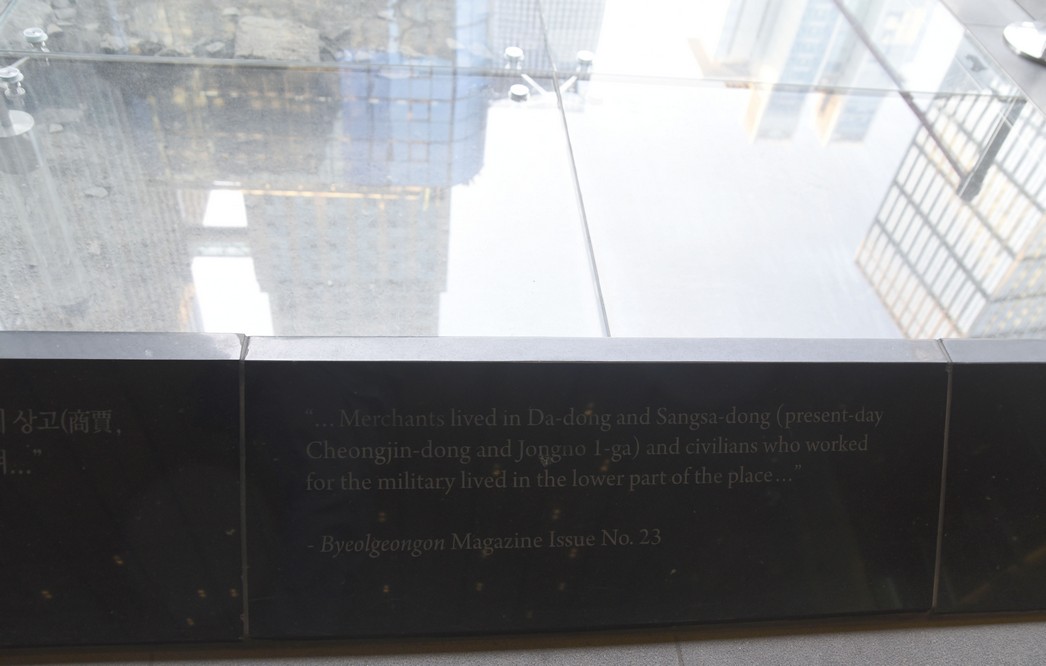 상고(商賈,
…”
“…Merchants lived in Da-dong and Sangsa-dong (present-day
Cheongjin-dong and Jongno 1-ga) and civilians who worked
for the military lived in the lower part of the place…”
- Byeolgeongon Magazine Issue No. 23